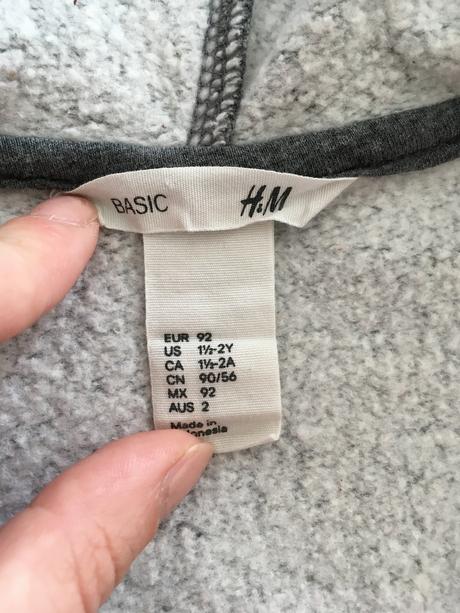 BASIC H&M
EUR 92
US 1½-2Y
CA 1½-2A
CN 90/56
MX 92
AUS 2
Made in